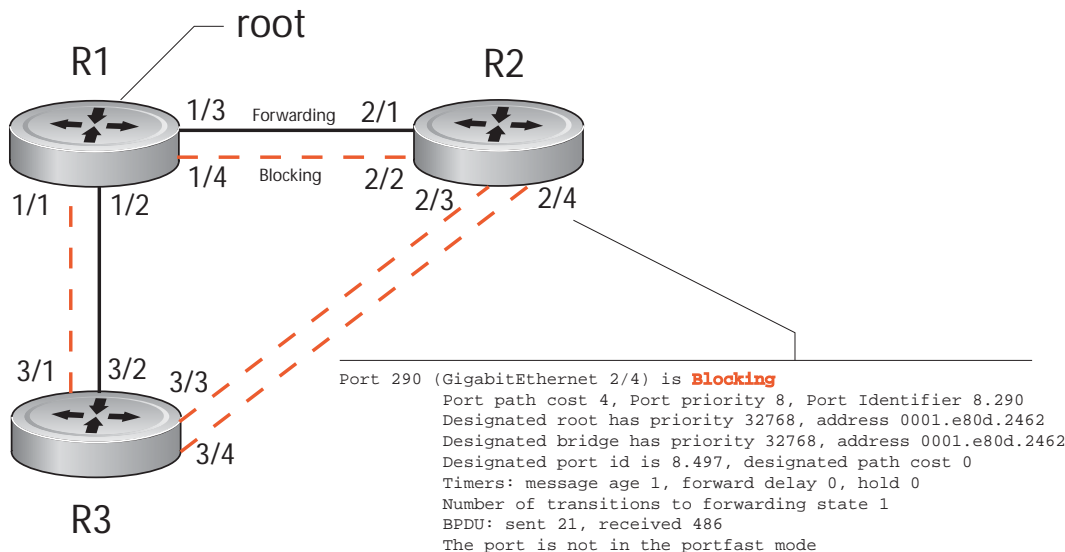 root
R1
R2
1/3
Forwarding
2/1
1/4
Blocking
2/2
1/1
1/2
2/3
2/4
3/1
3/2
3/3
3/4
R3
Port 290 (GigabitEthernet 2/4) is Blocking
Port path cost 4, Port priority 8, Port Identifier 8.290
Designated root has priority 32768, address 0001.e80d.2462
Designated bridge has priority 32768, address 0001.e80d.2462
Designated port id is 8.497, designated path cost 0
Timers: message age 1, forward delay 0, hold 0
Number of transitions to forwarding state 1
BPDU: sent 21, received 486
The port is not in the portfast mode